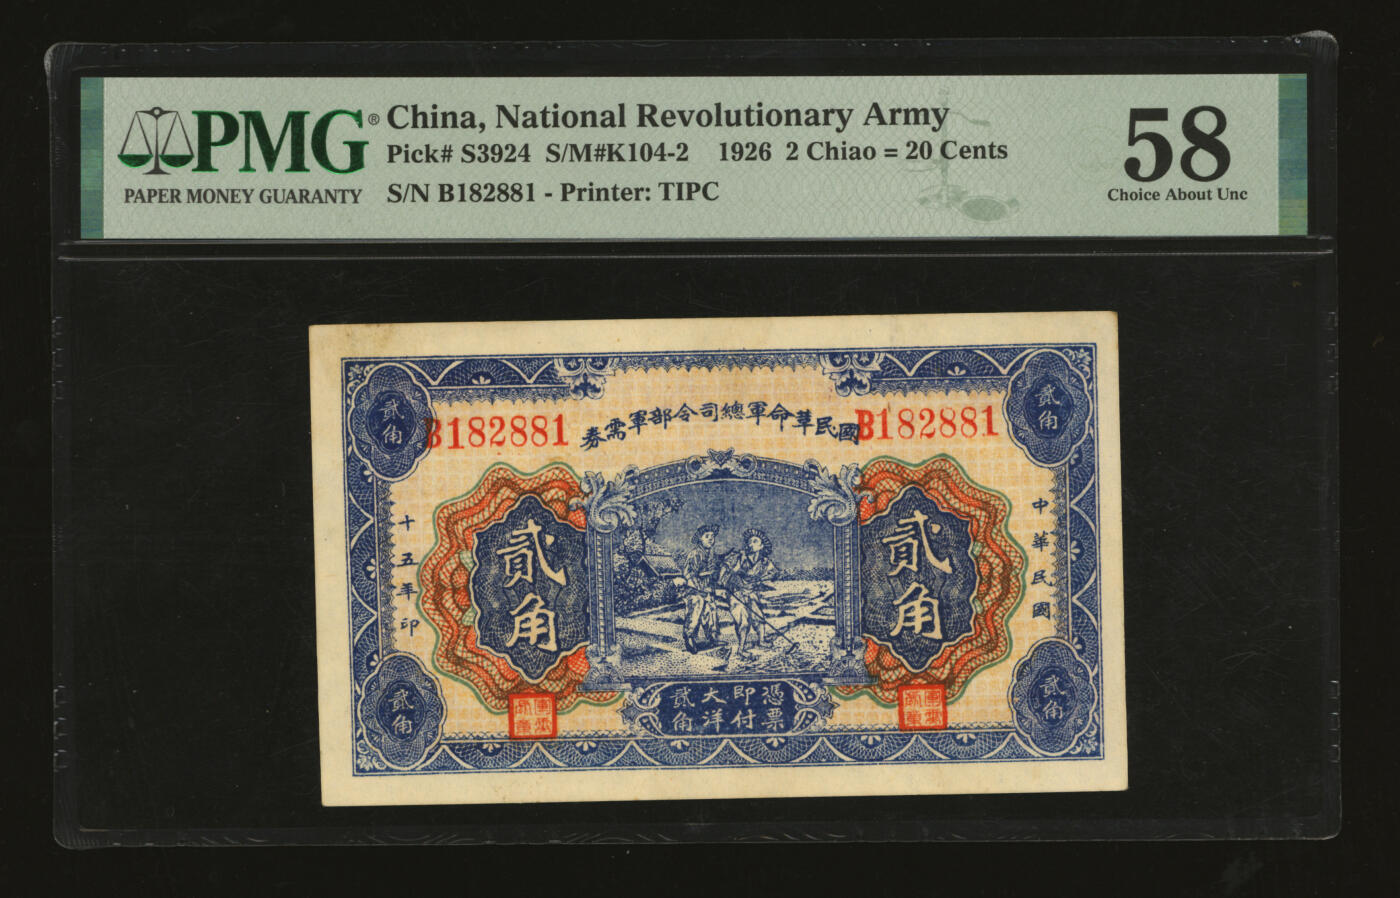 PMG®
PAPER MONEY GUARANTY
China, National Revolutionary Army
Pick# S3924 S/M#K104-2 1926 2 Chiao = 20 Cents
S/N B182881 - Printer: TIPC
58
Choice About Unc
國民革命軍總司令部軍需券
貳角
貳角
B182881
B182881
中華民國
十五年印
貳角
貳角
憑票即付大洋貳角
貳角
貳角